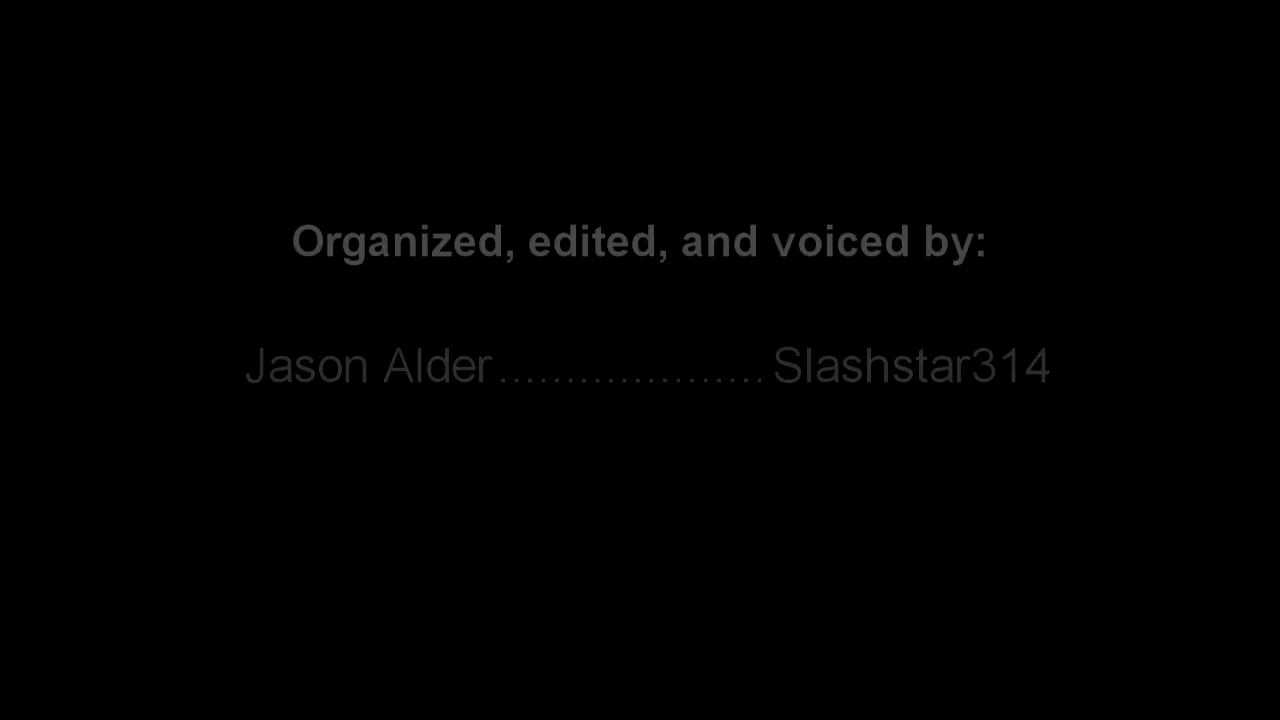 Organized, edited, and voiced by:
Jason Alder.................... Slashstar314